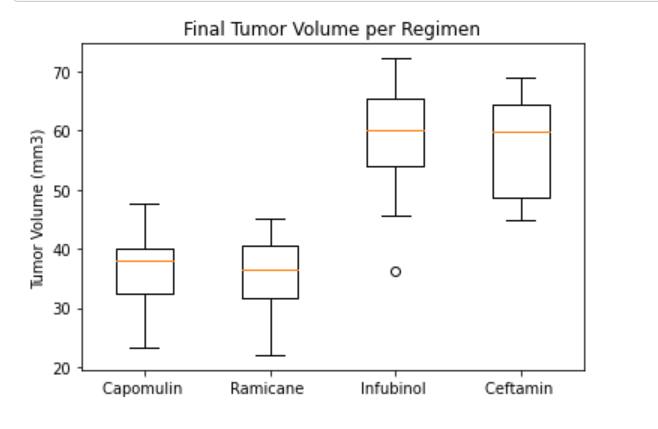 Final Tumor Volume per Regimen
Tumor Volume (mm3)
70
60
50
40
30
20
Capomulin Ramicane Infubinol Ceftamin